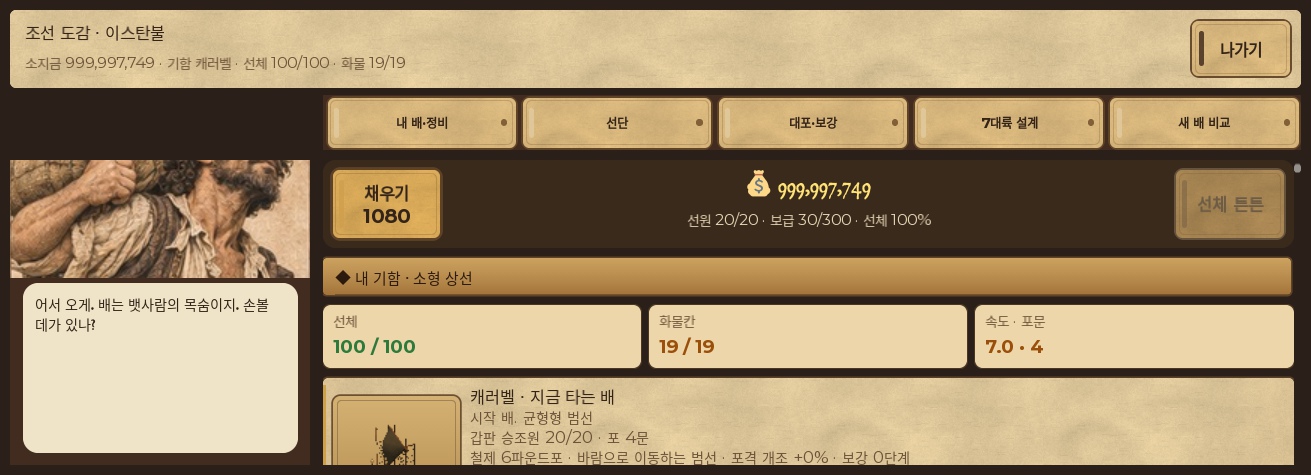 조선 도감 · 이스탄불
소지금 999,997,749 · 기함 캐러벨 · 선체 100/100 · 화물 19/19
나가기
내 배·정비
선단
대포·보강
7대륙 설계
새 배 비교
채우기
1080
999,997,749
선원 20/20 · 보급 30/300 · 선체 100%
선체 튼튼
어서 오게. 배는 뱃사람의 목숨이지. 손볼
데가 있나?
◆ 내 기함 · 소형 상선
선체
100 / 100
화물칸
19 / 19
속도 · 포문
7.0 · 4
캐러벨 · 지금 타는 배
시작 배. 균형형 범선
갑판 승조원 20/20 · 포 4문
철제 6파운드포 · 바람으로 이동하는 범선 · 포격 개조 +0% · 보강 0단계